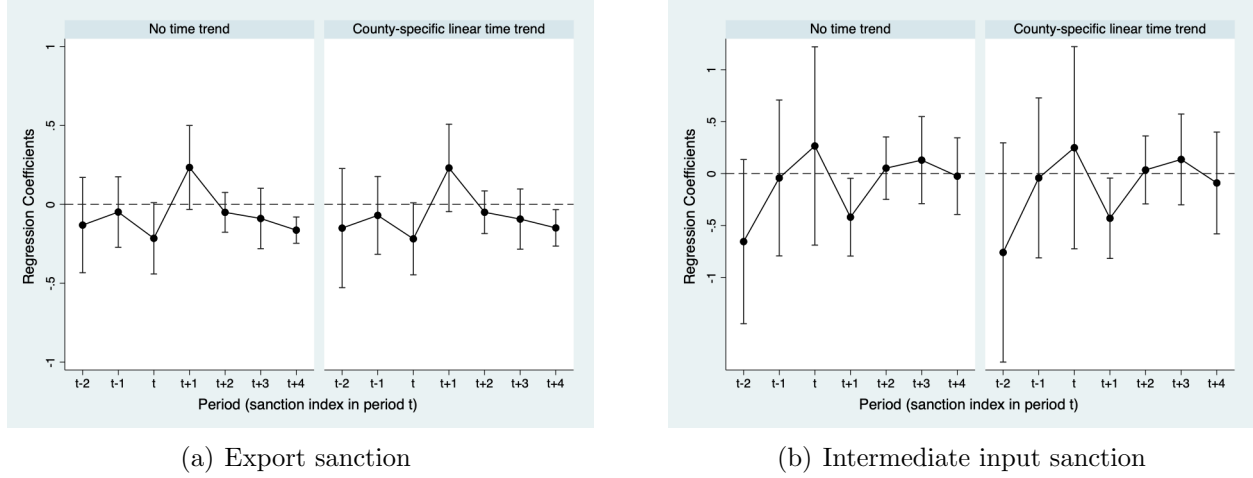 No time trend
County-specific linear time trend
Regression Coefficients
1
.5
0
-.5
-1
t-2 t-1 t t+1 t+2 t+3 t+4
t-2 t-1 t t+1 t+2 t+3 t+4
Period (sanction index in period t)
(a) Export sanction
No time trend
County-specific linear time trend
Regression Coefficients
1
.5
0
-.5
-1
t-2 t-1 t t+1 t+2 t+3 t+4
t-2 t-1 t t+1 t+2 t+3 t+4
Period (sanction index in period t)
(b) Intermediate input sanction